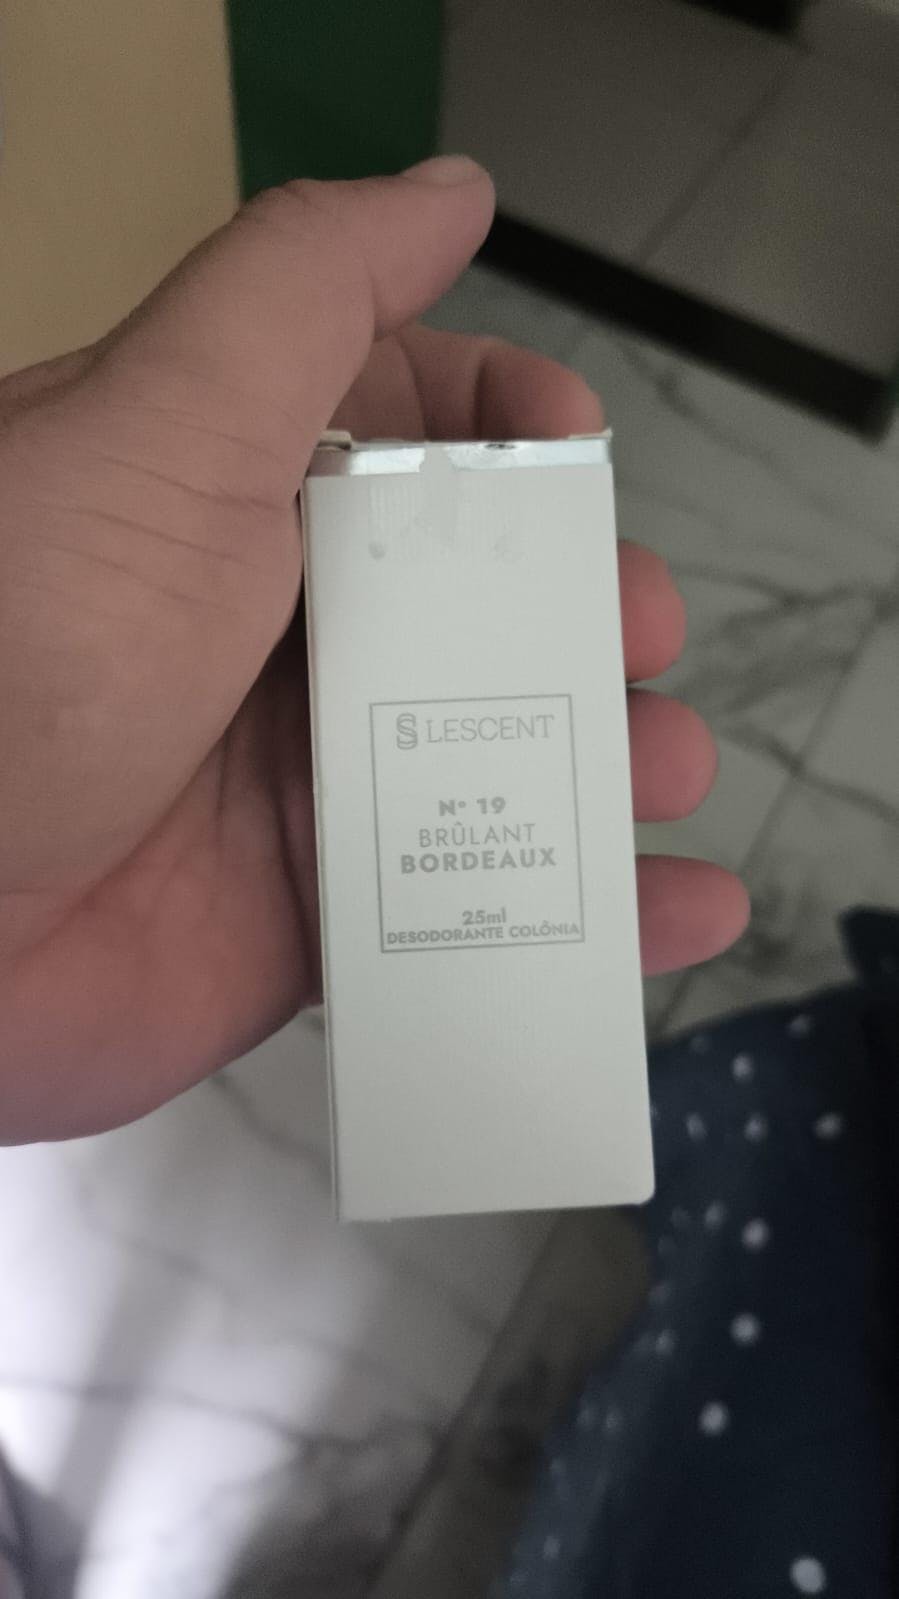 LESCENT
Nº 19
BRÛLANT
BORDEAUX
25ml
DESODORANTE COLÔNIA